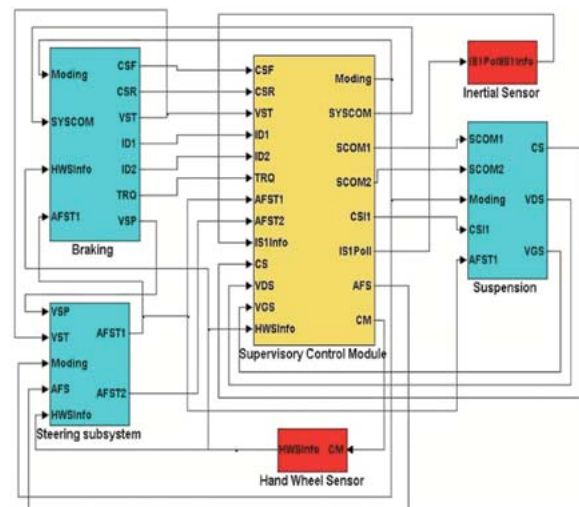 Moding
SYSCOM
HWSInfo
AFST1
CSF
CSR
VST
ID1
ID2
TRQ
VSP
Braking
CSF
CSR
VST
ID1
ID2
TRQ
AFST1
AFST2
IS1Info
CS
VDS
VGS
HWSInfo
Moding
SYSCOM
SCOM1
SCOM2
CSI1
IS1Poll
AFS
CM
Supervisory Control Module
IS1Poll
IS1Info
Inertial Sensor
SCOM1
SCOM2
Moding
CSI1
AFST1
CS
VDS
VGS
Suspension
VSP
VST
Moding
AFS
HWSInfo
AFST1
AFST2
Steering subsystem
HWSInfo
CM
Hand Wheel Sensor